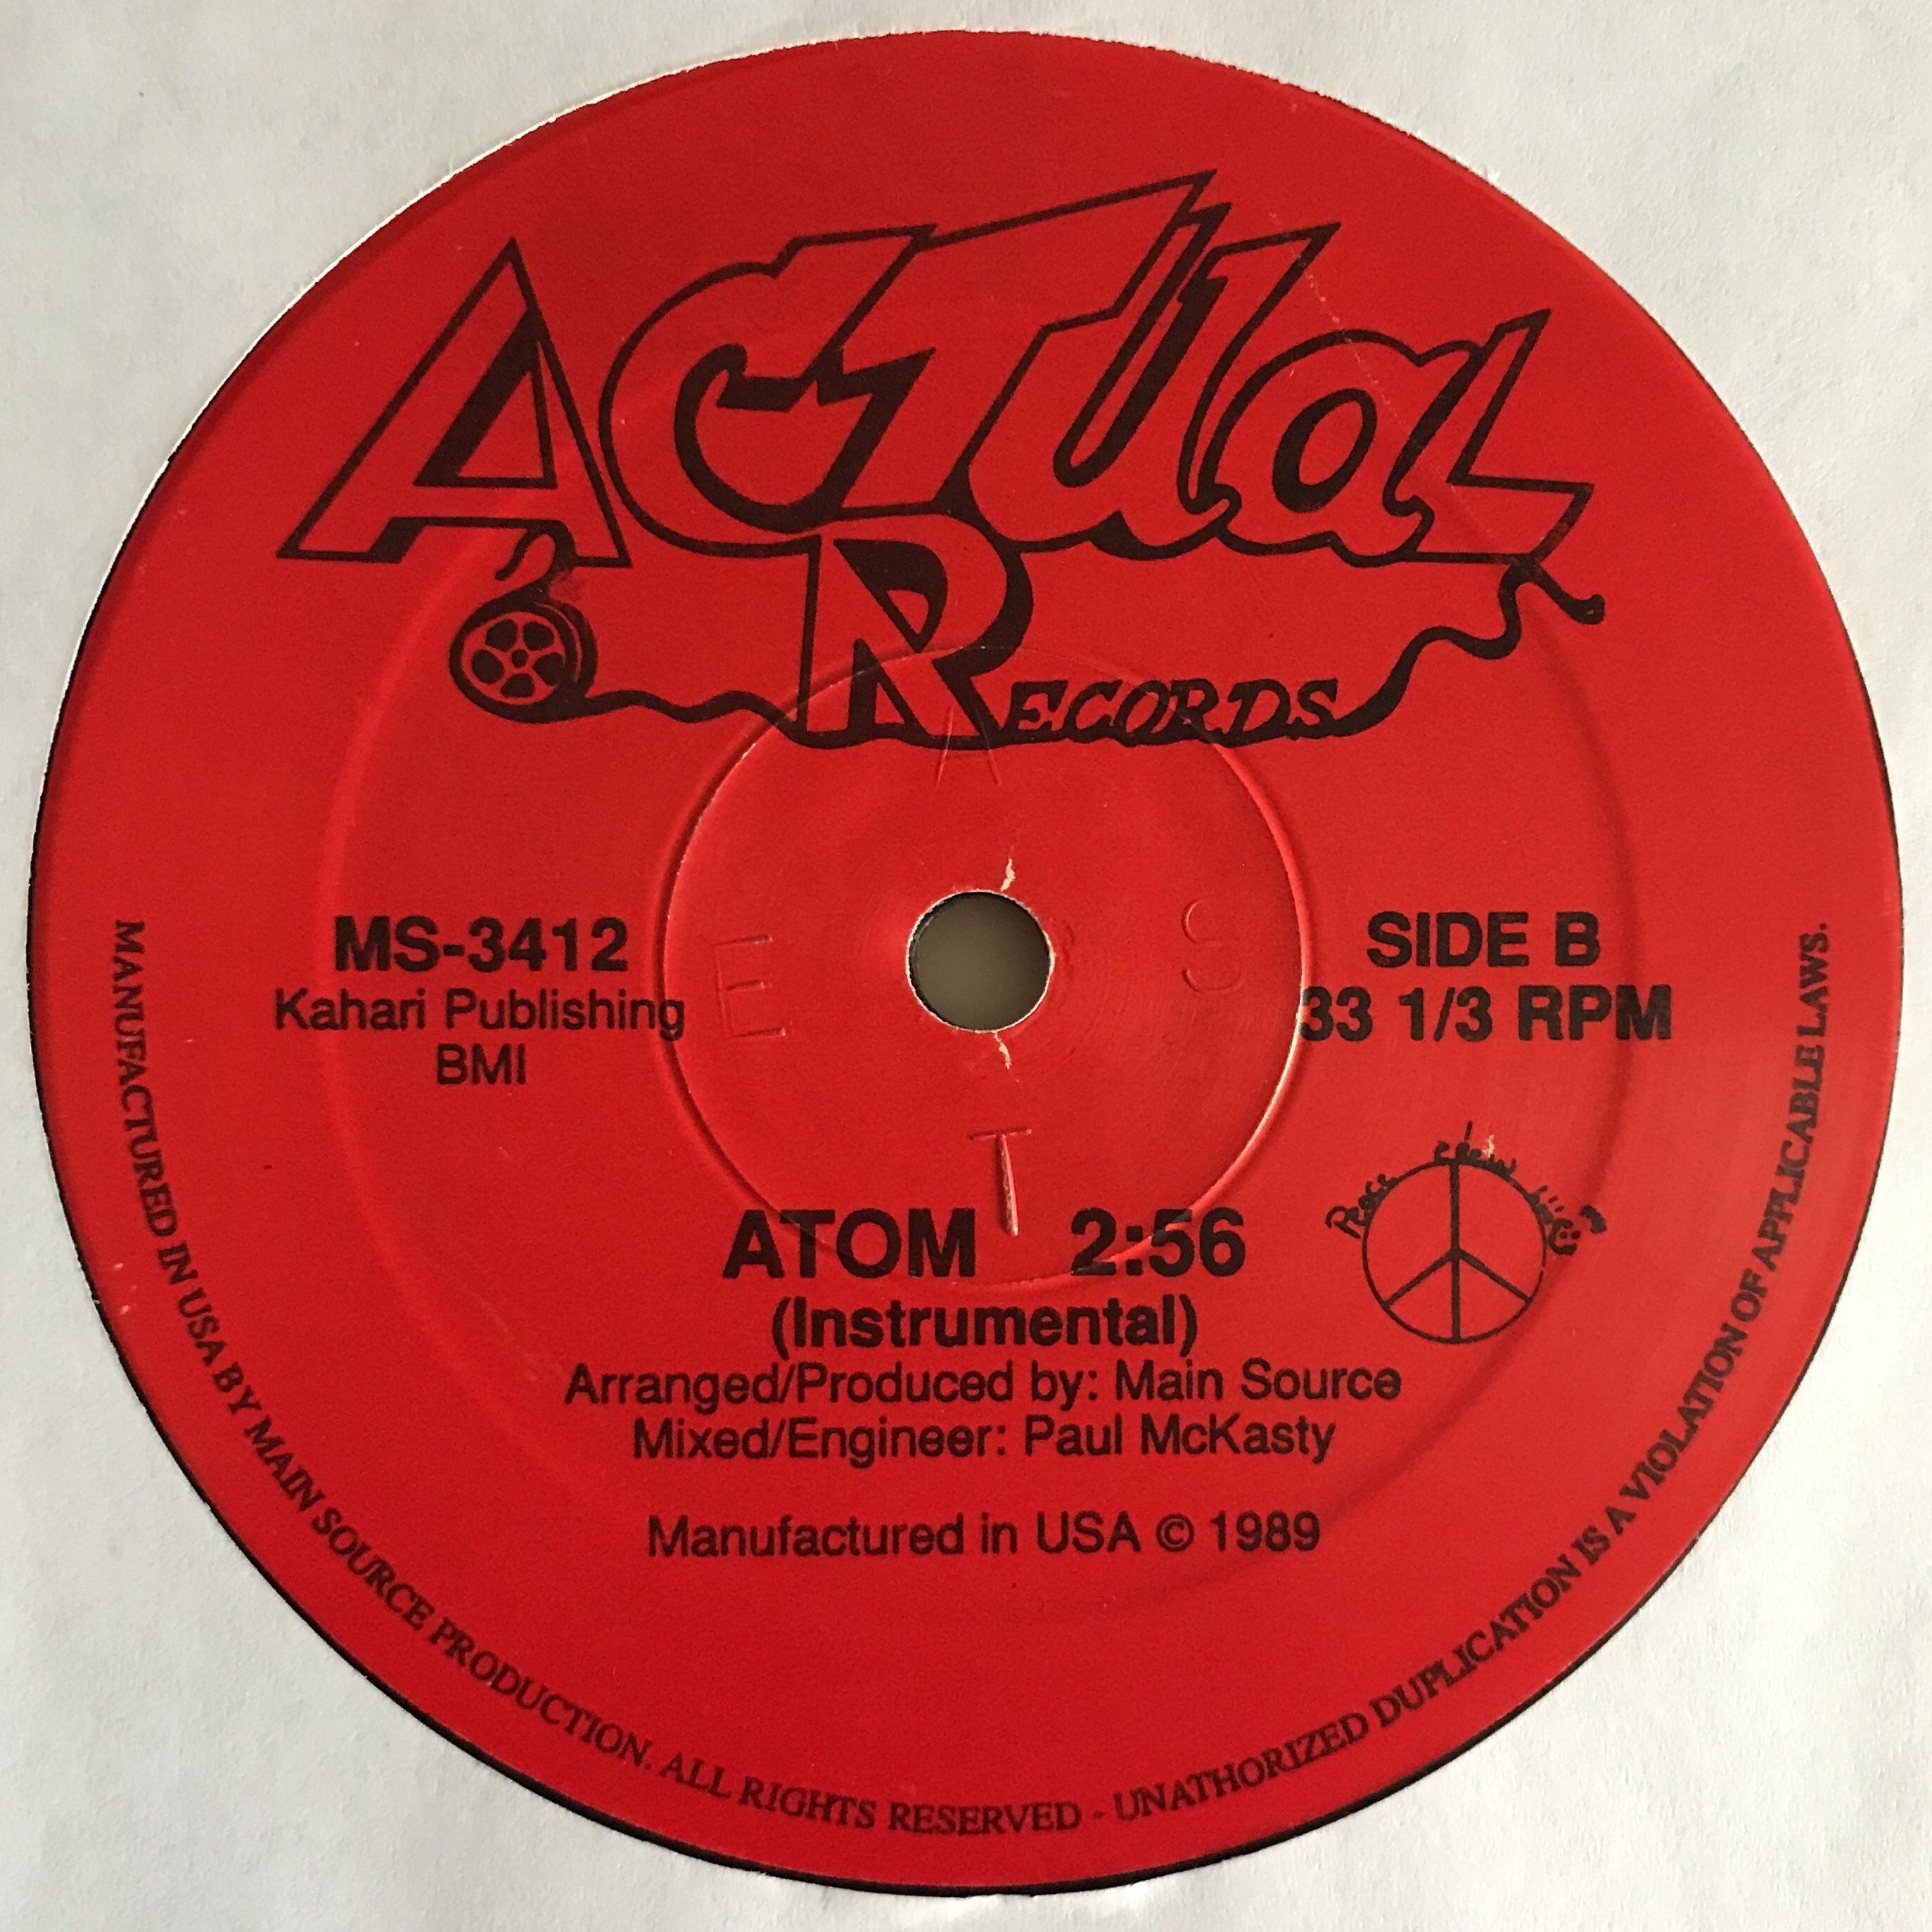 ACTUAL
RECORDS
MS-3412
Kahari Publishing
BMI
SIDE B
33 1/3 RPM
A
E
S
T
Peace
ATOM 2:56
(Instrumental)
Arranged/Produced by: Main Source
Mixed/Engineer: Paul McKasty
Manufactured in USA © 1989
MANUFACTURED IN USA BY MAIN SOURCE PRODUCTION. ALL RIGHTS RESERVED - UNATHORIZED DUPLICATION IS A VIOLATION OF APPLICABLE LAWS.